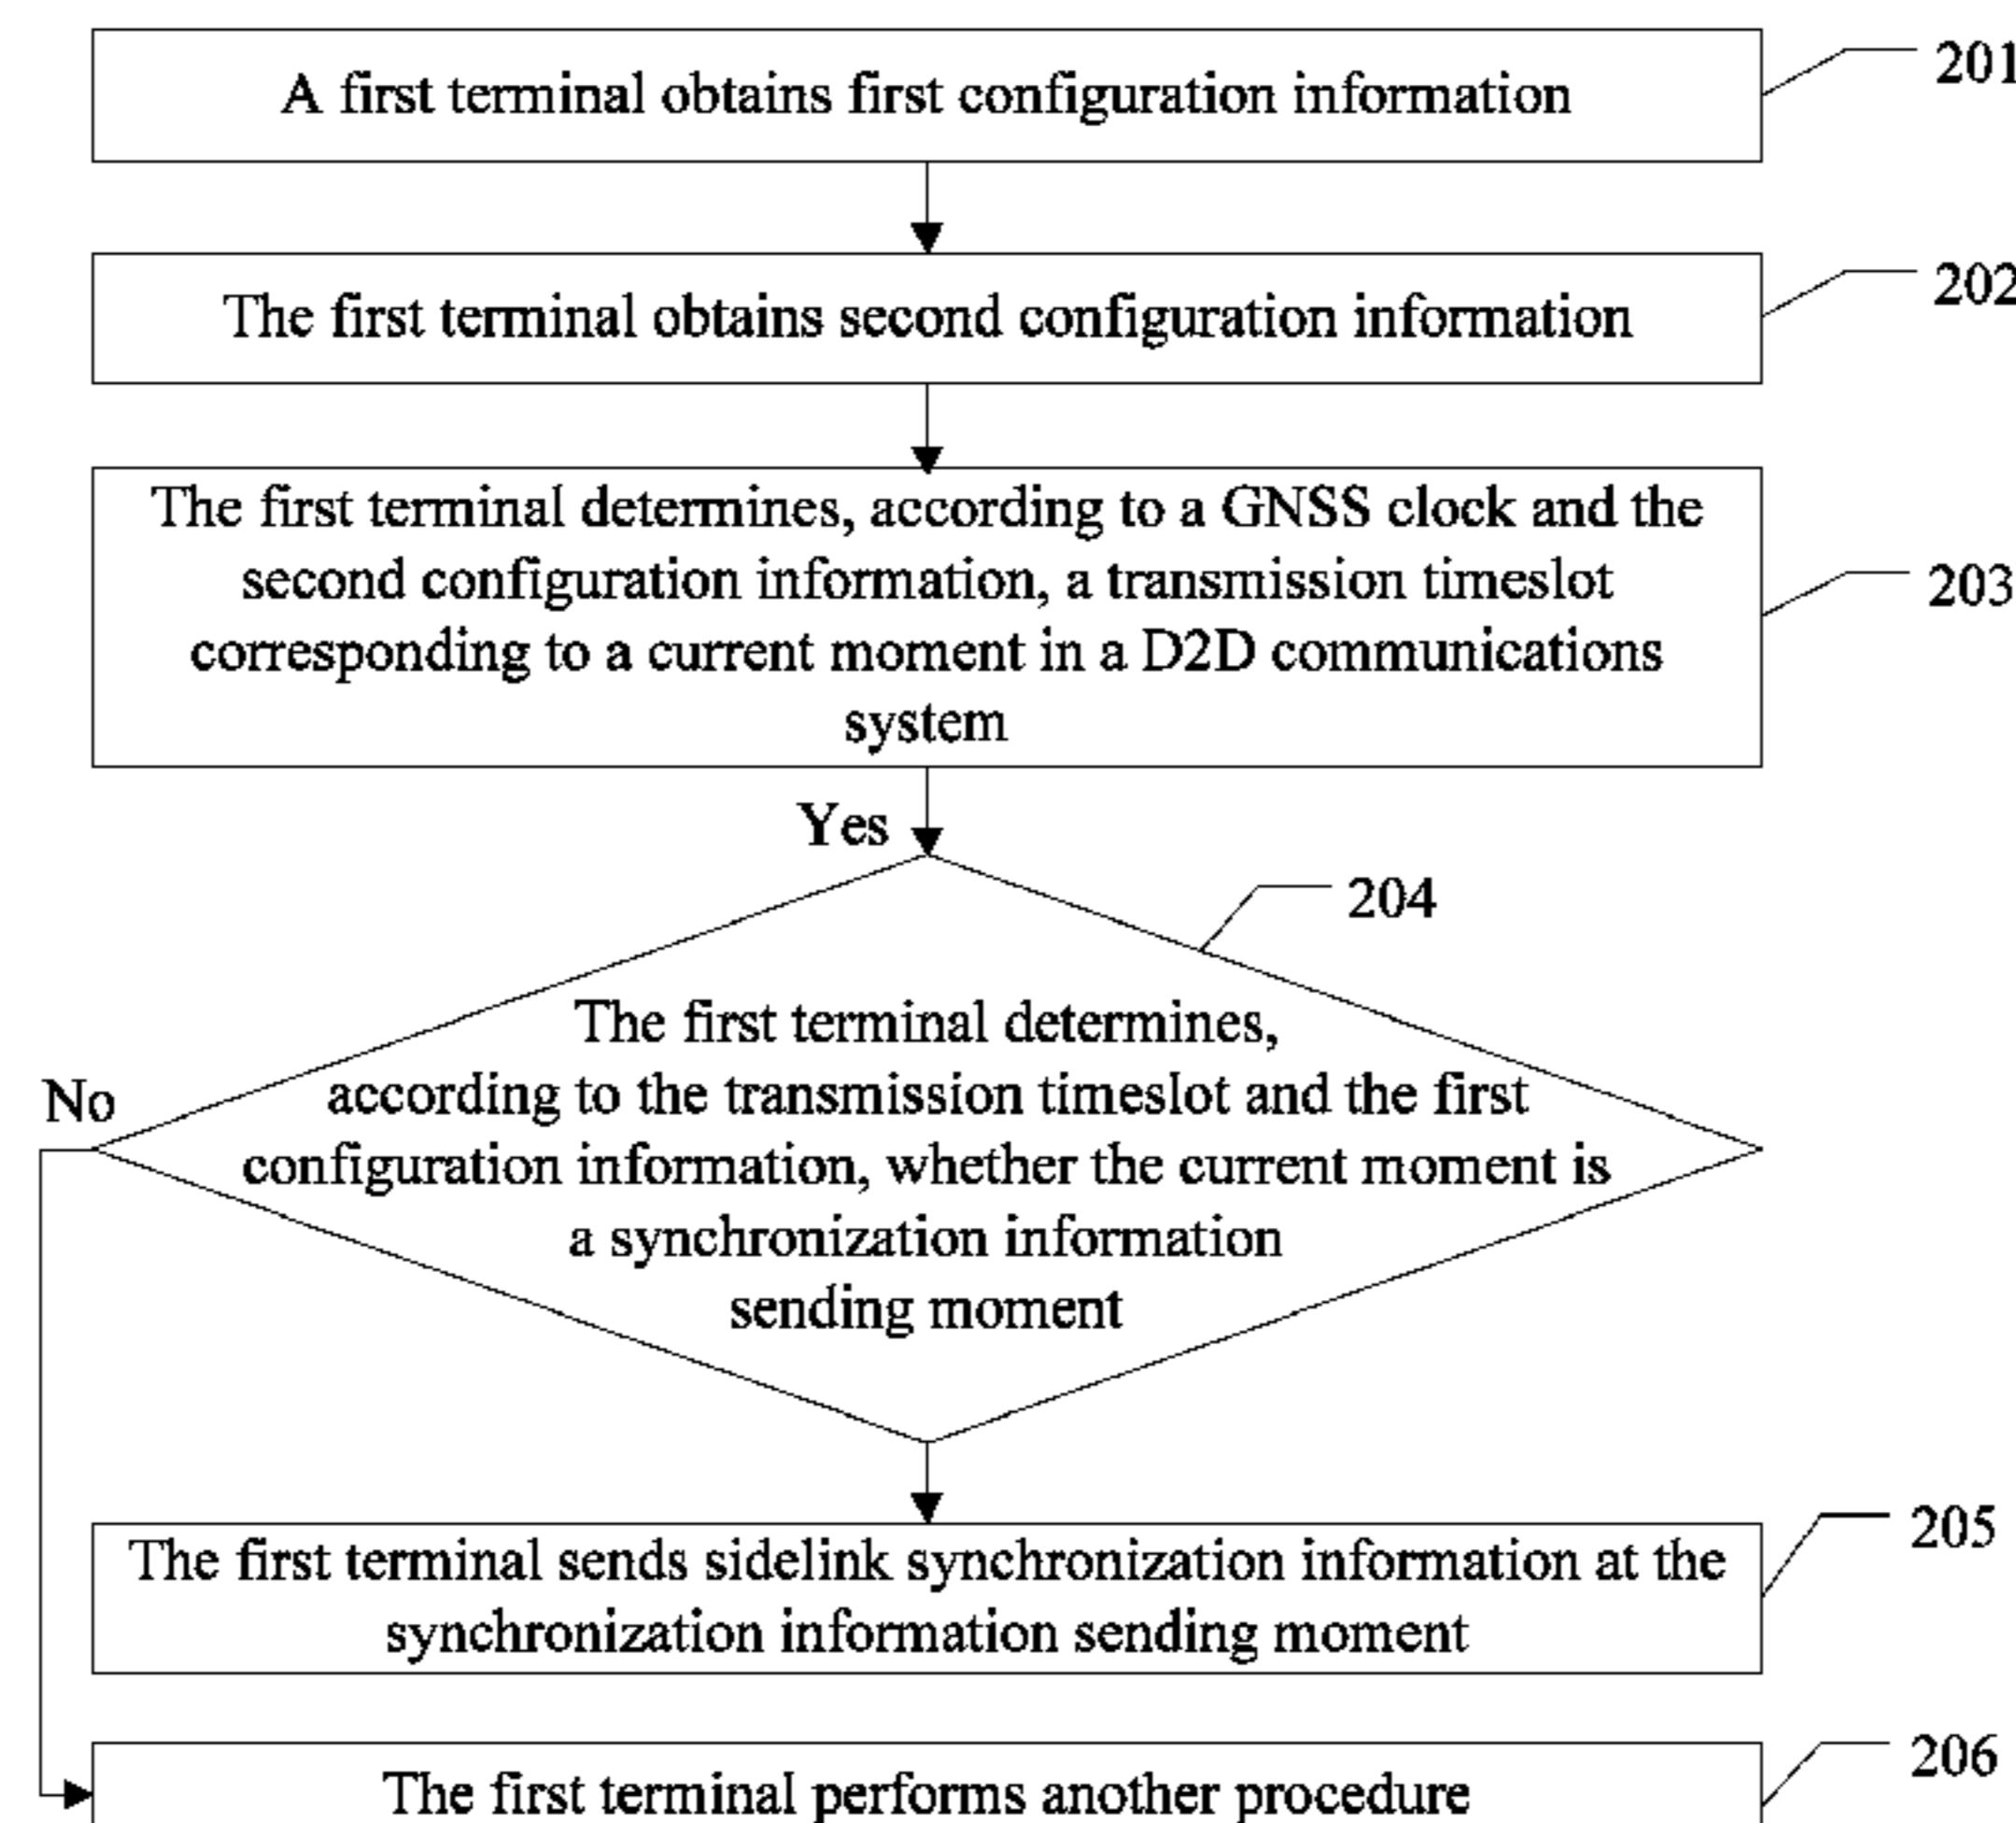 A first terminal obtains first configuration information
201
The first terminal obtains second configuration information
202
The first terminal determines, according to a GNSS clock and the
second configuration information, a transmission timeslot
corresponding to a current moment in a D2D communications
system
203
Yes
204
The first terminal determines,
according to the transmission timeslot and the first
configuration information, whether the current moment is
a synchronization information
sending moment
No
The first terminal sends sidelink synchronization information at the
synchronization information sending moment
205
The first terminal performs another procedure
206